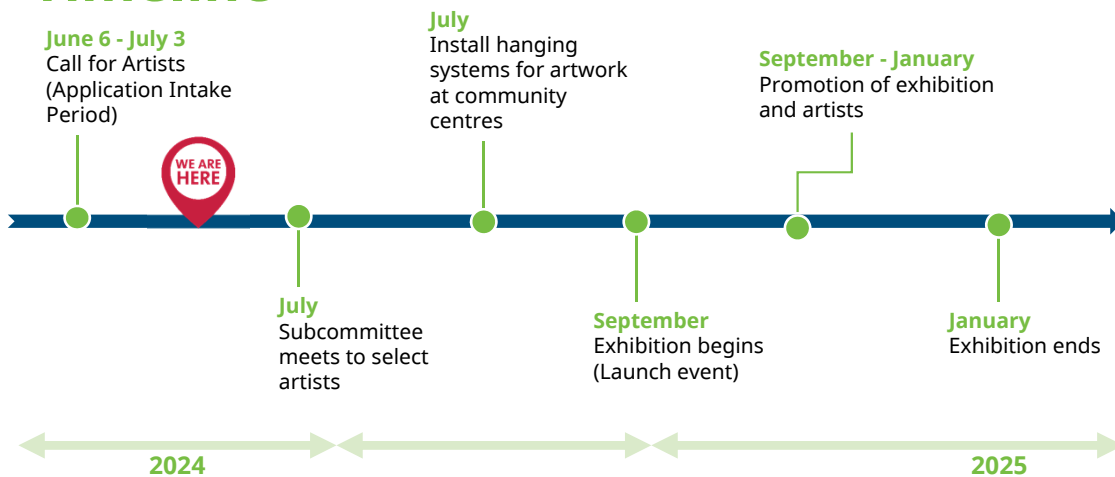 Timeline
June 6 - July 3
Call for Artists
(Application Intake
Period)
WE ARE
HERE
July
Install hanging
systems for artwork
at community
centres
September - January
Promotion of exhibition
and artists
July
Subcommittee
meets to select
artists
September
Exhibition begins
(Launch event)
January
Exhibition ends
2024
2025